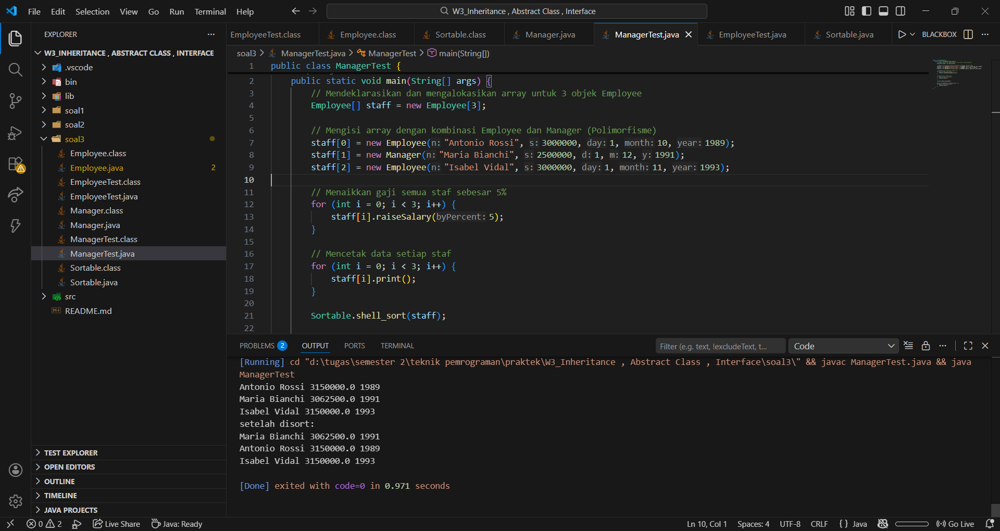 File Edit Selection View Go Run Terminal Help
W3_Inheritance , Abstract Class , Interface
EXPLORER
W3_INHERITANCE , ABSTRACT CLASS , INTERFACE
.vscode
bin
lib
soal1
soal2
soal3
Employee.class
Employee.java 2
EmployeeTest.class
EmployeeTest.java
Manager.class
Manager.java
ManagerTest.class
ManagerTest.java
Sortable.class
Sortable.java
src
README.md
TEST EXPLORER
OPEN EDITORS
OUTLINE
TIMELINE
JAVA PROJECTS
EmployeeTest.class Employee.class Sortable.class Manager.java ManagerTest.java EmployeeTest.java Sortable.java BLACKBOX
soal3 > ManagerTest.java > ManagerTest > main(String[])
1 public class ManagerTest {
2 public static void main(String[] args) {
3 // Mendeklarasikan dan mengalokasikan array untuk 3 objek Employee
4 Employee[] staff = new Employee[3];
5
6 // Mengisi array dengan kombinasi Employee dan Manager (Polimorfisme)
7 staff[0] = new Employee(n: "Antonio Rossi", s: 3000000, day: 1, month: 10, year: 1989);
8 staff[1] = new Manager(n: "Maria Bianchi", s: 2500000, d: 1, m: 12, y: 1991);
9 staff[2] = new Employee(n: "Isabel Vidal", s: 3000000, day: 1, month: 11, year: 1993);
10
11 // Menaikkan gaji semua staf sebesar 5%
12 for (int i = 0; i < 3; i++) {
13 staff[i].raiseSalary(byPercent: 5);
14 }
15
16 // Mencetak data setiap staf
17 for (int i = 0; i < 3; i++) {
18 staff[i].print();
19 }
20
21 Sortable.shell_sort(staff);
22
PROBLEMS 2 OUTPUT PORTS TERMINAL
Filter (e.g. text, !excludeText, t...
Code
[Running] cd "d:\tugas\semester 2\teknik pemrograman\praktek\W3_Inheritance , Abstract Class , Interface\soal3\" && javac ManagerTest.java && java
ManagerTest
Antonio Rossi 3150000.0 1989
Maria Bianchi 3062500.0 1991
Isabel Vidal 3150000.0 1993
setelah disort:
Maria Bianchi 3062500.0 1991
Antonio Rossi 3150000.0 1989
Isabel Vidal 3150000.0 1993
[Done] exited with code=0 in 0.971 seconds
0 2 Live Share Java: Ready Ln 10, Col 1 Spaces: 4 UTF-8 CRLF {} Java Go Live